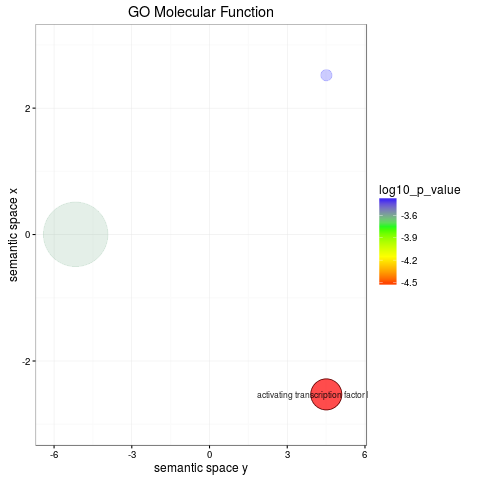 GO Molecular Function
2
0
-2
-6
-3
0
3
6
semantic space x
semantic space y
activating transcription factor
log10_p_value
-3.6
-3.9
-4.2
-4.5